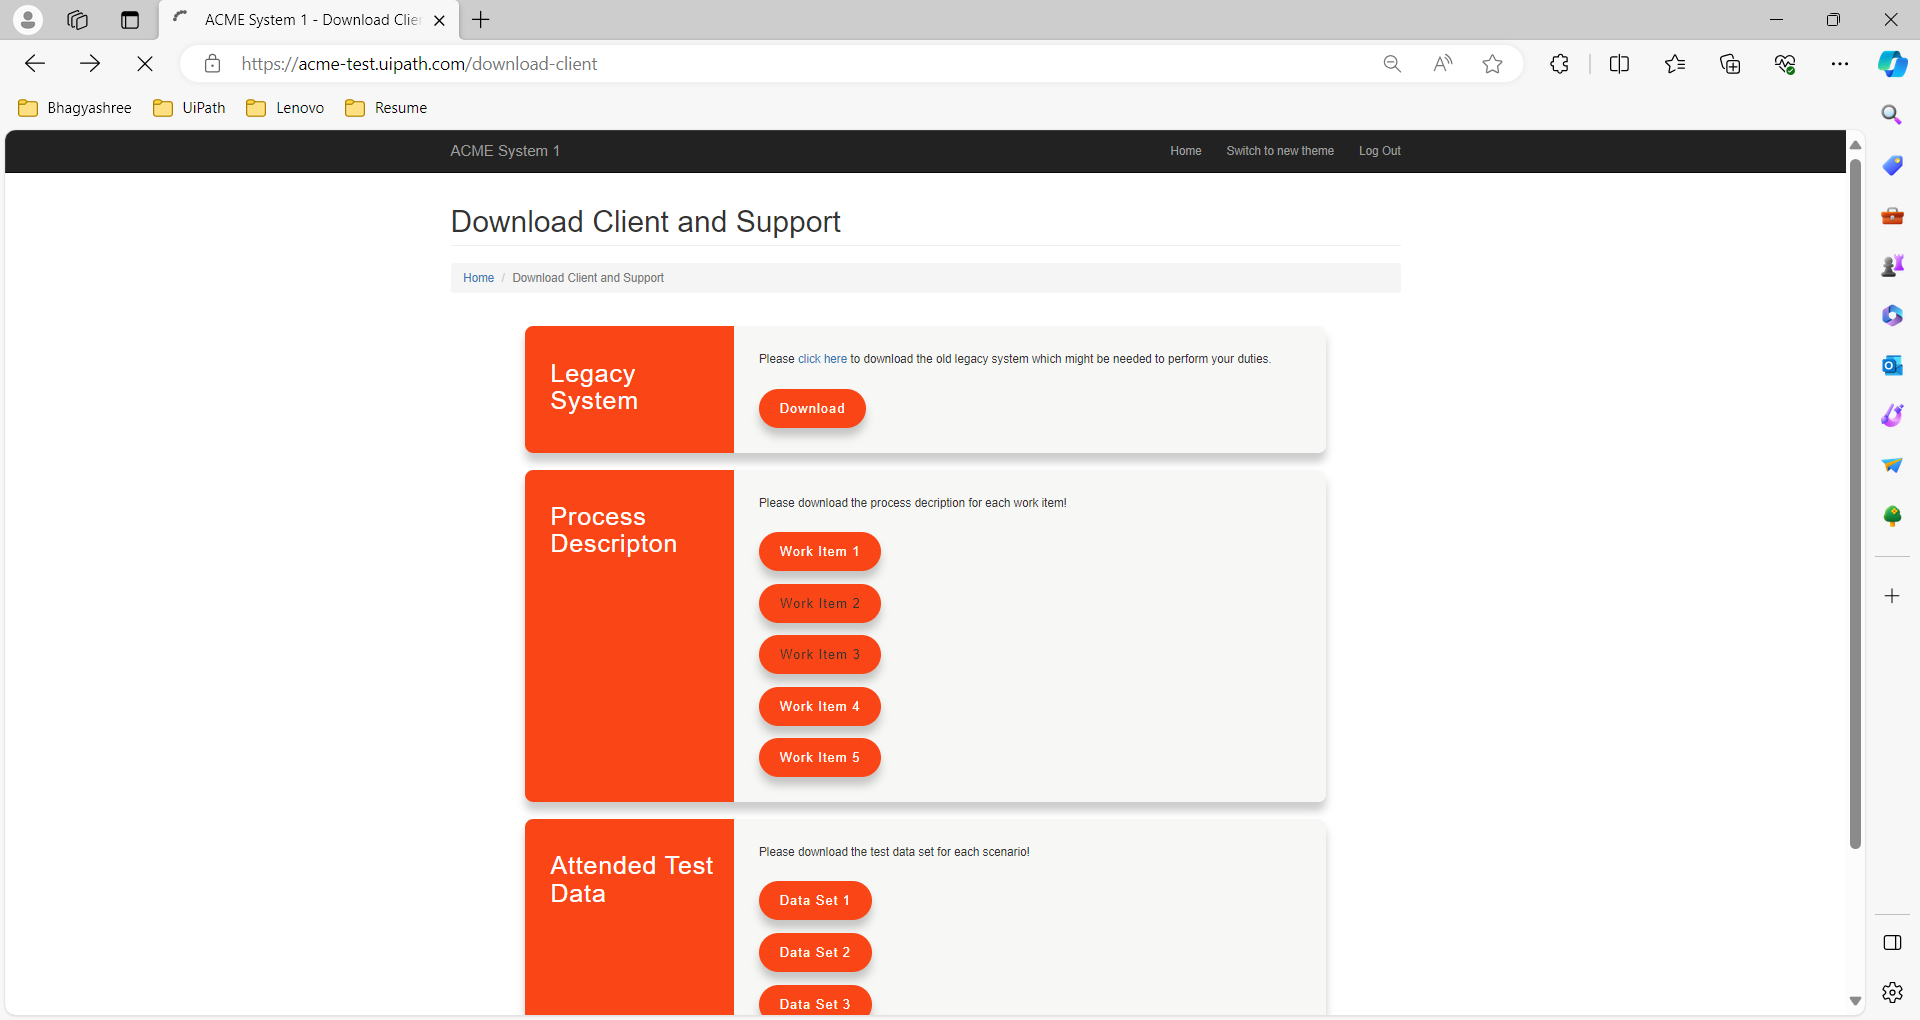 ACME System 1 - Download Clie
https://acme-test.uipath.com/download-client
Bhagyashree UiPath Lenovo Resume
ACME System 1 Home Switch to new theme Log Out
Download Client and Support
Home / Download Client and Support
Legacy
System
Please click here to download the old legacy system which might be needed to perform your duties.
Download
Process
Descripton
Please download the process decription for each work item!
Work Item 1
Work Item 2
Work Item 3
Work Item 4
Work Item 5
Attended Test
Data
Please download the test data set for each scenario!
Data Set 1
Data Set 2
Data Set 3